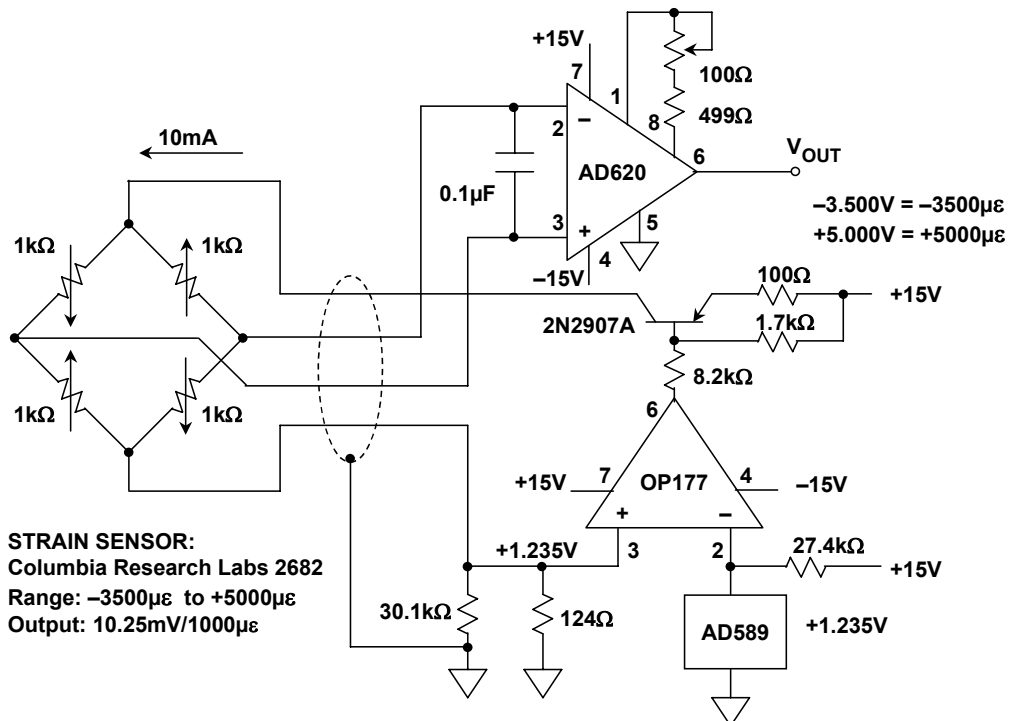 +15V
7
1
100Ω
499Ω
8
2
–
6
VOUT
10mA
AD620
0.1µF
3
+
5
4
–15V
–3.500V = –3500µε
+5.000V = +5000µε
1kΩ
1kΩ
100Ω
+15V
2N2907A
1.7kΩ
8.2kΩ
1kΩ
1kΩ
6
+15V
7
OP177
4
–15V
+
–
STRAIN SENSOR:
Columbia Research Labs 2682
Range: –3500µε to +5000µε
Output: 10.25mV/1000µε
+1.235V
3
2
27.4kΩ
+15V
30.1kΩ
124Ω
AD589
+1.235V